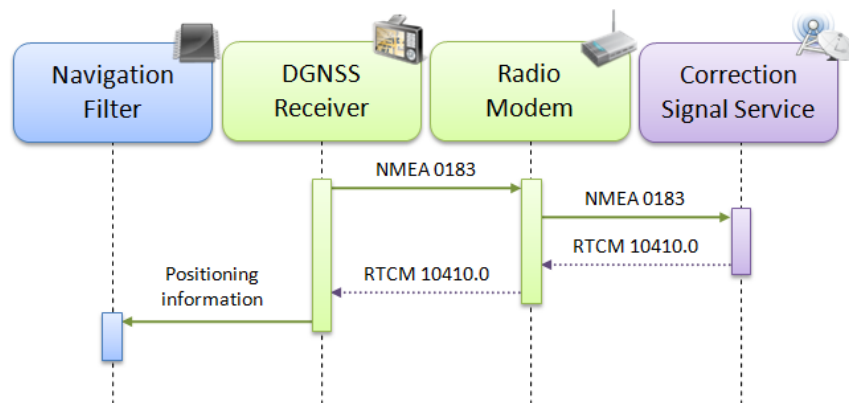 Navigation
Filter
DGNSS
Receiver
Radio
Modem
Correction
Signal Service
NMEA 0183
NMEA 0183
RTCM 10410.0
RTCM 10410.0
Positioning
information